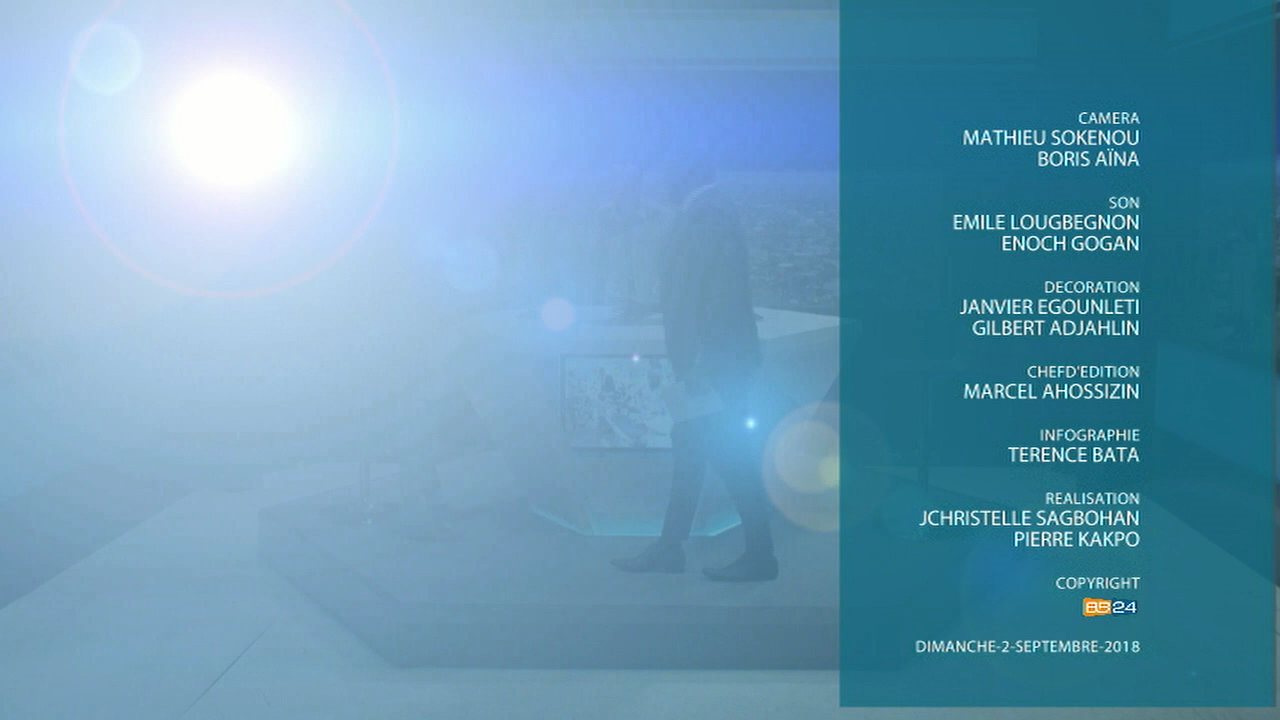 CAMERA
MATHIEU SOKENOU
BORIS AÏNA
SON
EMILE LOUGBEGNON
ENOCH GOGAN
DECORATION
JANVIER EGOUNLETI
GILBERT ADJAHLIN
CHEFD'EDITION
MARCEL AHOSSIZIN
INFOGRAPHIE
TERENCE BATA
REALISATION
JCHRISTELLE SAGBOHAN
PIERRE KAKPO
COPYRIGHT
24
DIMANCHE-2-SEPTEMBRE-2018